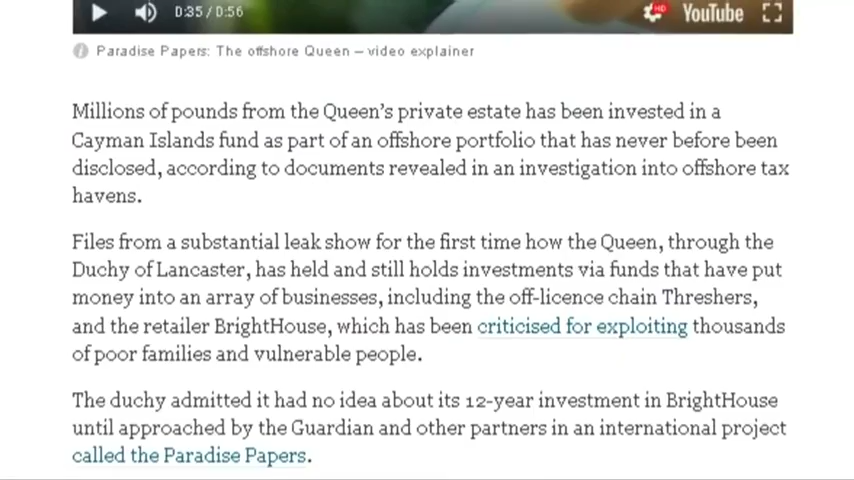 0:35 / 0:56
HD
YouTube
Paradise Papers: The offshore Queen – video explainer
Millions of pounds from the Queen's private estate has been invested in a
Cayman Islands fund as part of an offshore portfolio that has never before been
disclosed, according to documents revealed in an investigation into offshore tax
havens.
Files from a substantial leak show for the first time how the Queen, through the
Duchy of Lancaster, has held and still holds investments via funds that have put
money into an array of businesses, including the off-licence chain Threshers,
and the retailer BrightHouse, which has been criticised for exploiting thousands
of poor families and vulnerable people.
The duchy admitted it had no idea about its 12-year investment in BrightHouse
until approached by the Guardian and other partners in an international project
called the Paradise Papers.